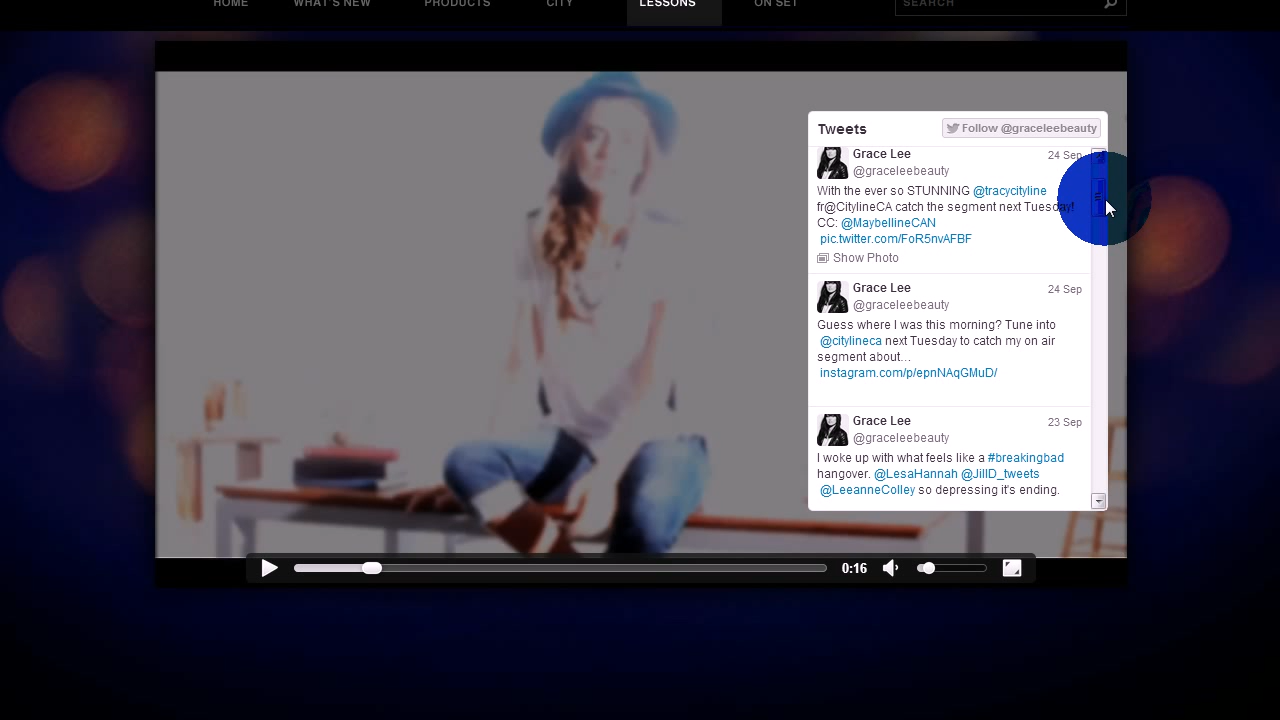 HOME WHAT'S NEW PRODUCTS CITY LESSONS ON SET SEARCH
Tweets
Follow @graceleebeauty
Grace Lee 24 Sep
@graceleebeauty
With the ever so STUNNING @tracycityline
fr@CitylineCA catch the segment next Tuesday!
CC: @MaybellineCAN
pic.twitter.com/FoR5nvAFBF
Show Photo
Grace Lee 24 Sep
@graceleebeauty
Guess where I was this morning? Tune into
@citylineca next Tuesday to catch my on air
segment about…
instagram.com/p/epnNAqGMuD/
Grace Lee 23 Sep
@graceleebeauty
I woke up with what feels like a #breakingbad
hangover. @LesaHannah @JillD_tweets
@LeeanneColley so depressing it's ending.
0:16